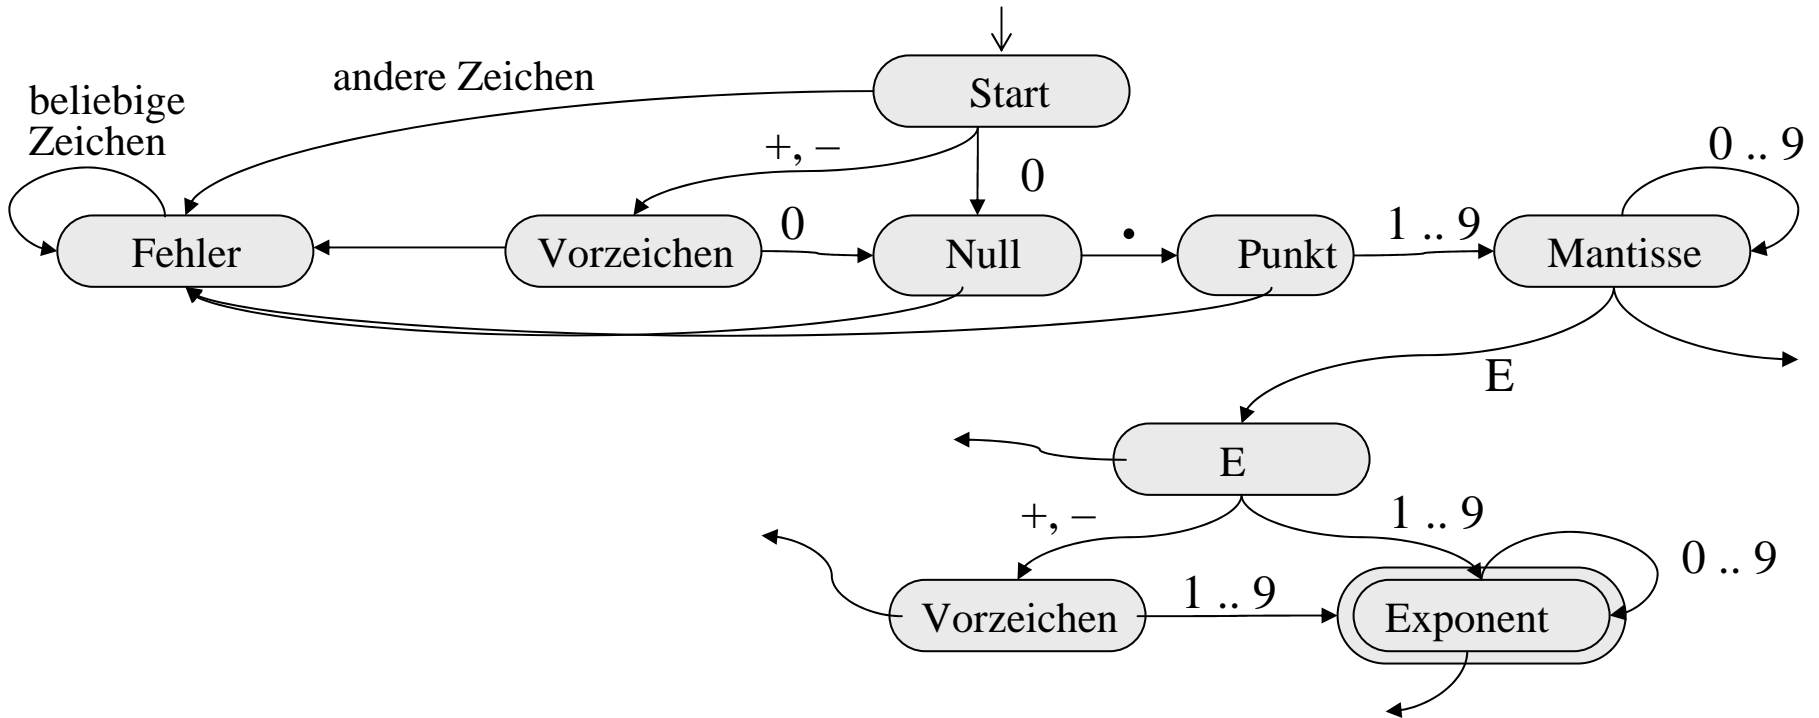 Start
andere Zeichen
beliebige
Zeichen
+, –
0
0 .. 9
Fehler
Vorzeichen
0
Null
.
Punkt
1 .. 9
Mantisse
E
E
+, –
1 .. 9
0 .. 9
Vorzeichen
1 .. 9
Exponent